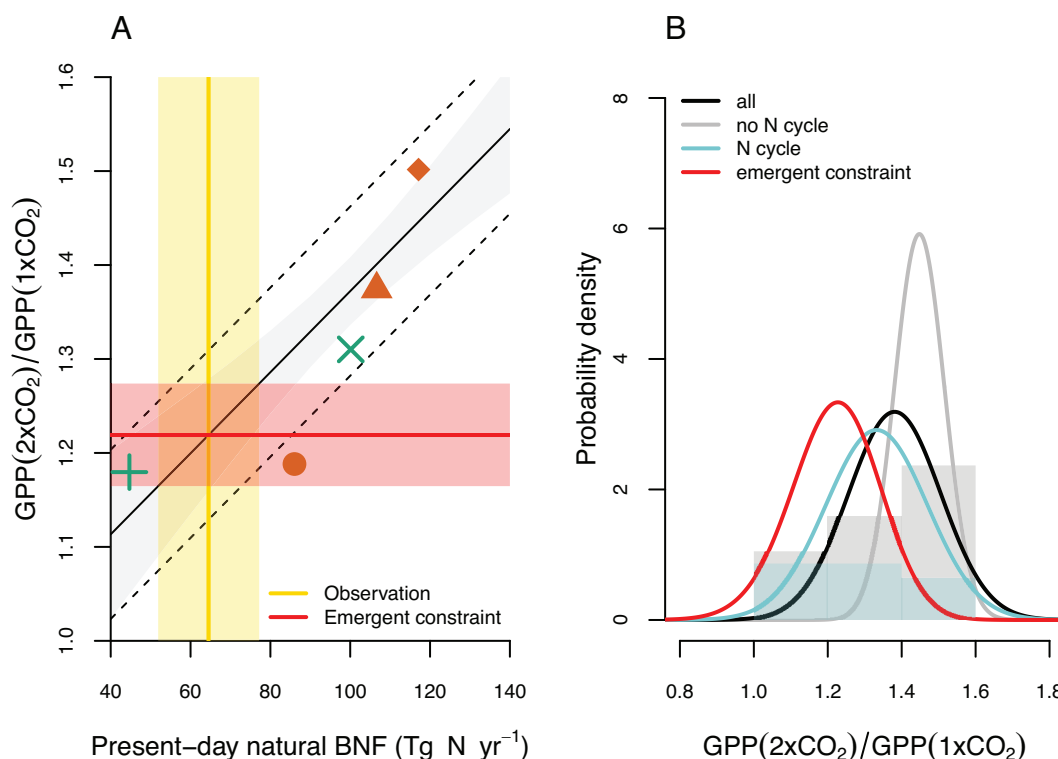 A
GPP(2xCO₂)/GPP(1xCO₂)
1.6
1.5
1.4
1.3
1.2
1.1
1.0
Observation
Emergent constraint
40 60 80 100 120 140
Present−day natural BNF (Tg N yr⁻¹)
B
Probability density
8
6
4
2
0
all
no N cycle
N cycle
emergent constraint
0.8 1.0 1.2 1.4 1.6 1.8
GPP(2xCO₂)/GPP(1xCO₂)